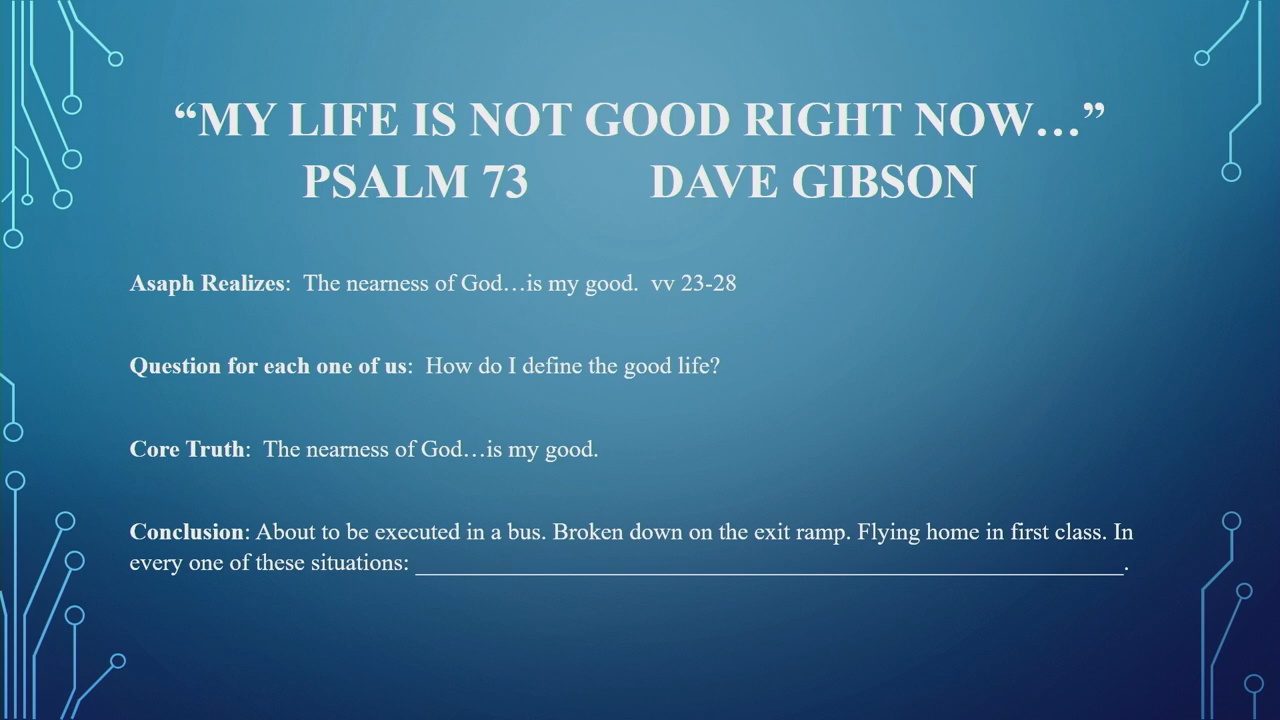 “MY LIFE IS NOT GOOD RIGHT NOW…”
PSALM 73 DAVE GIBSON
Asaph Realizes: The nearness of God…is my good. vv 23-28
Question for each one of us: How do I define the good life?
Core Truth: The nearness of God…is my good.
Conclusion: About to be executed in a bus. Broken down on the exit ramp. Flying home in first class. In
every one of these situations: ___________________________________________________________.